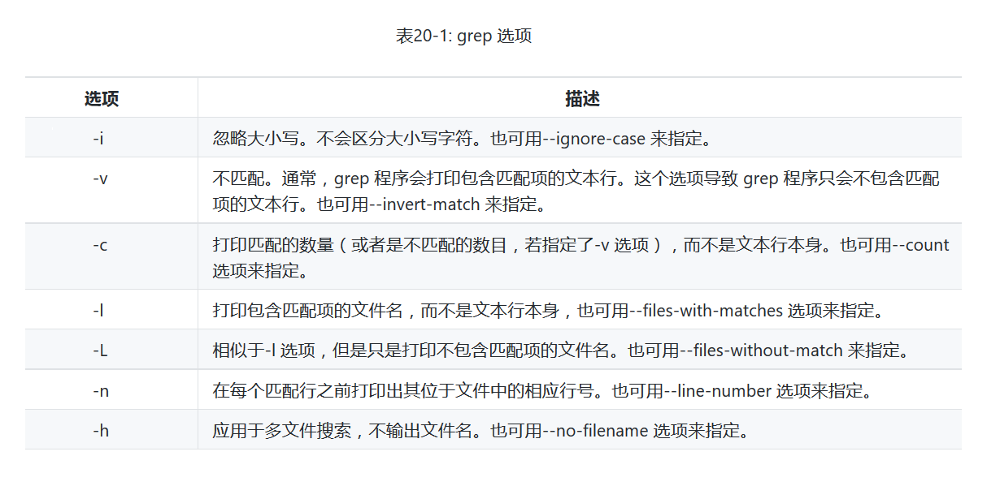 表20-1: grep 选项
选项 描述
-i 忽略大小写。不会区分大小写字符。也可用--ignore-case 来指定。
-v 不匹配。通常，grep 程序会打印包含匹配项的文本行。这个选项导致 grep 程序只会不包含匹配
项的文本行。也可用--invert-match 来指定。
-c 打印匹配的数量（或者是不匹配的数目，若指定了-v 选项），而不是文本行本身。也可用--count
选项来指定。
-l 打印包含匹配项的文件名，而不是文本行本身，也可用--files-with-matches 选项来指定。
-L 相似于-l 选项，但是只是打印不包含匹配项的文件名。也可用--files-without-match 来指定。
-n 在每个匹配行之前打印出其位于文件中的相应行号。也可用--line-number 选项来指定。
-h 应用于多文件搜索，不输出文件名。也可用--no-filename 选项来指定。